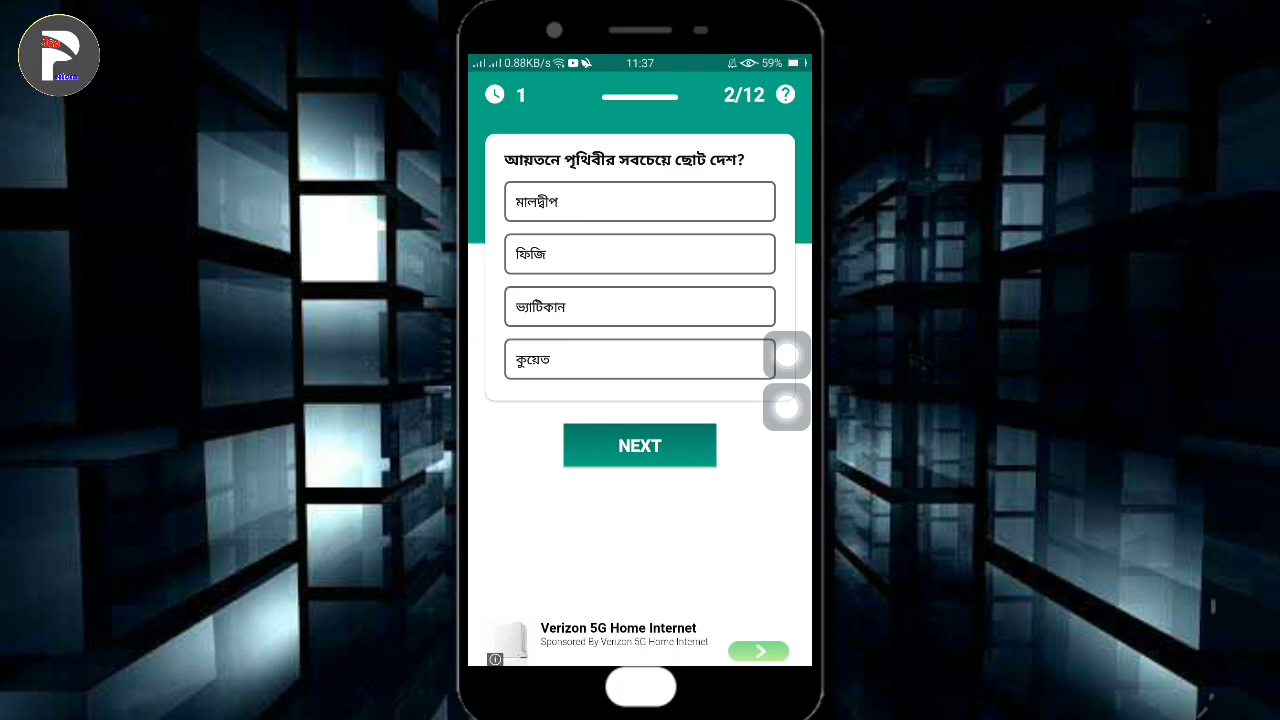 0.88KB/s 11:37 59%
1 2/12
আয়তনে পৃথিবীর সবচেয়ে ছোট দেশ?
মালদ্বীপ
ফিজি
ভ্যাটিকান
কুয়েত
NEXT
Verizon 5G Home Internet
Sponsored By Verizon 5G Home Internet